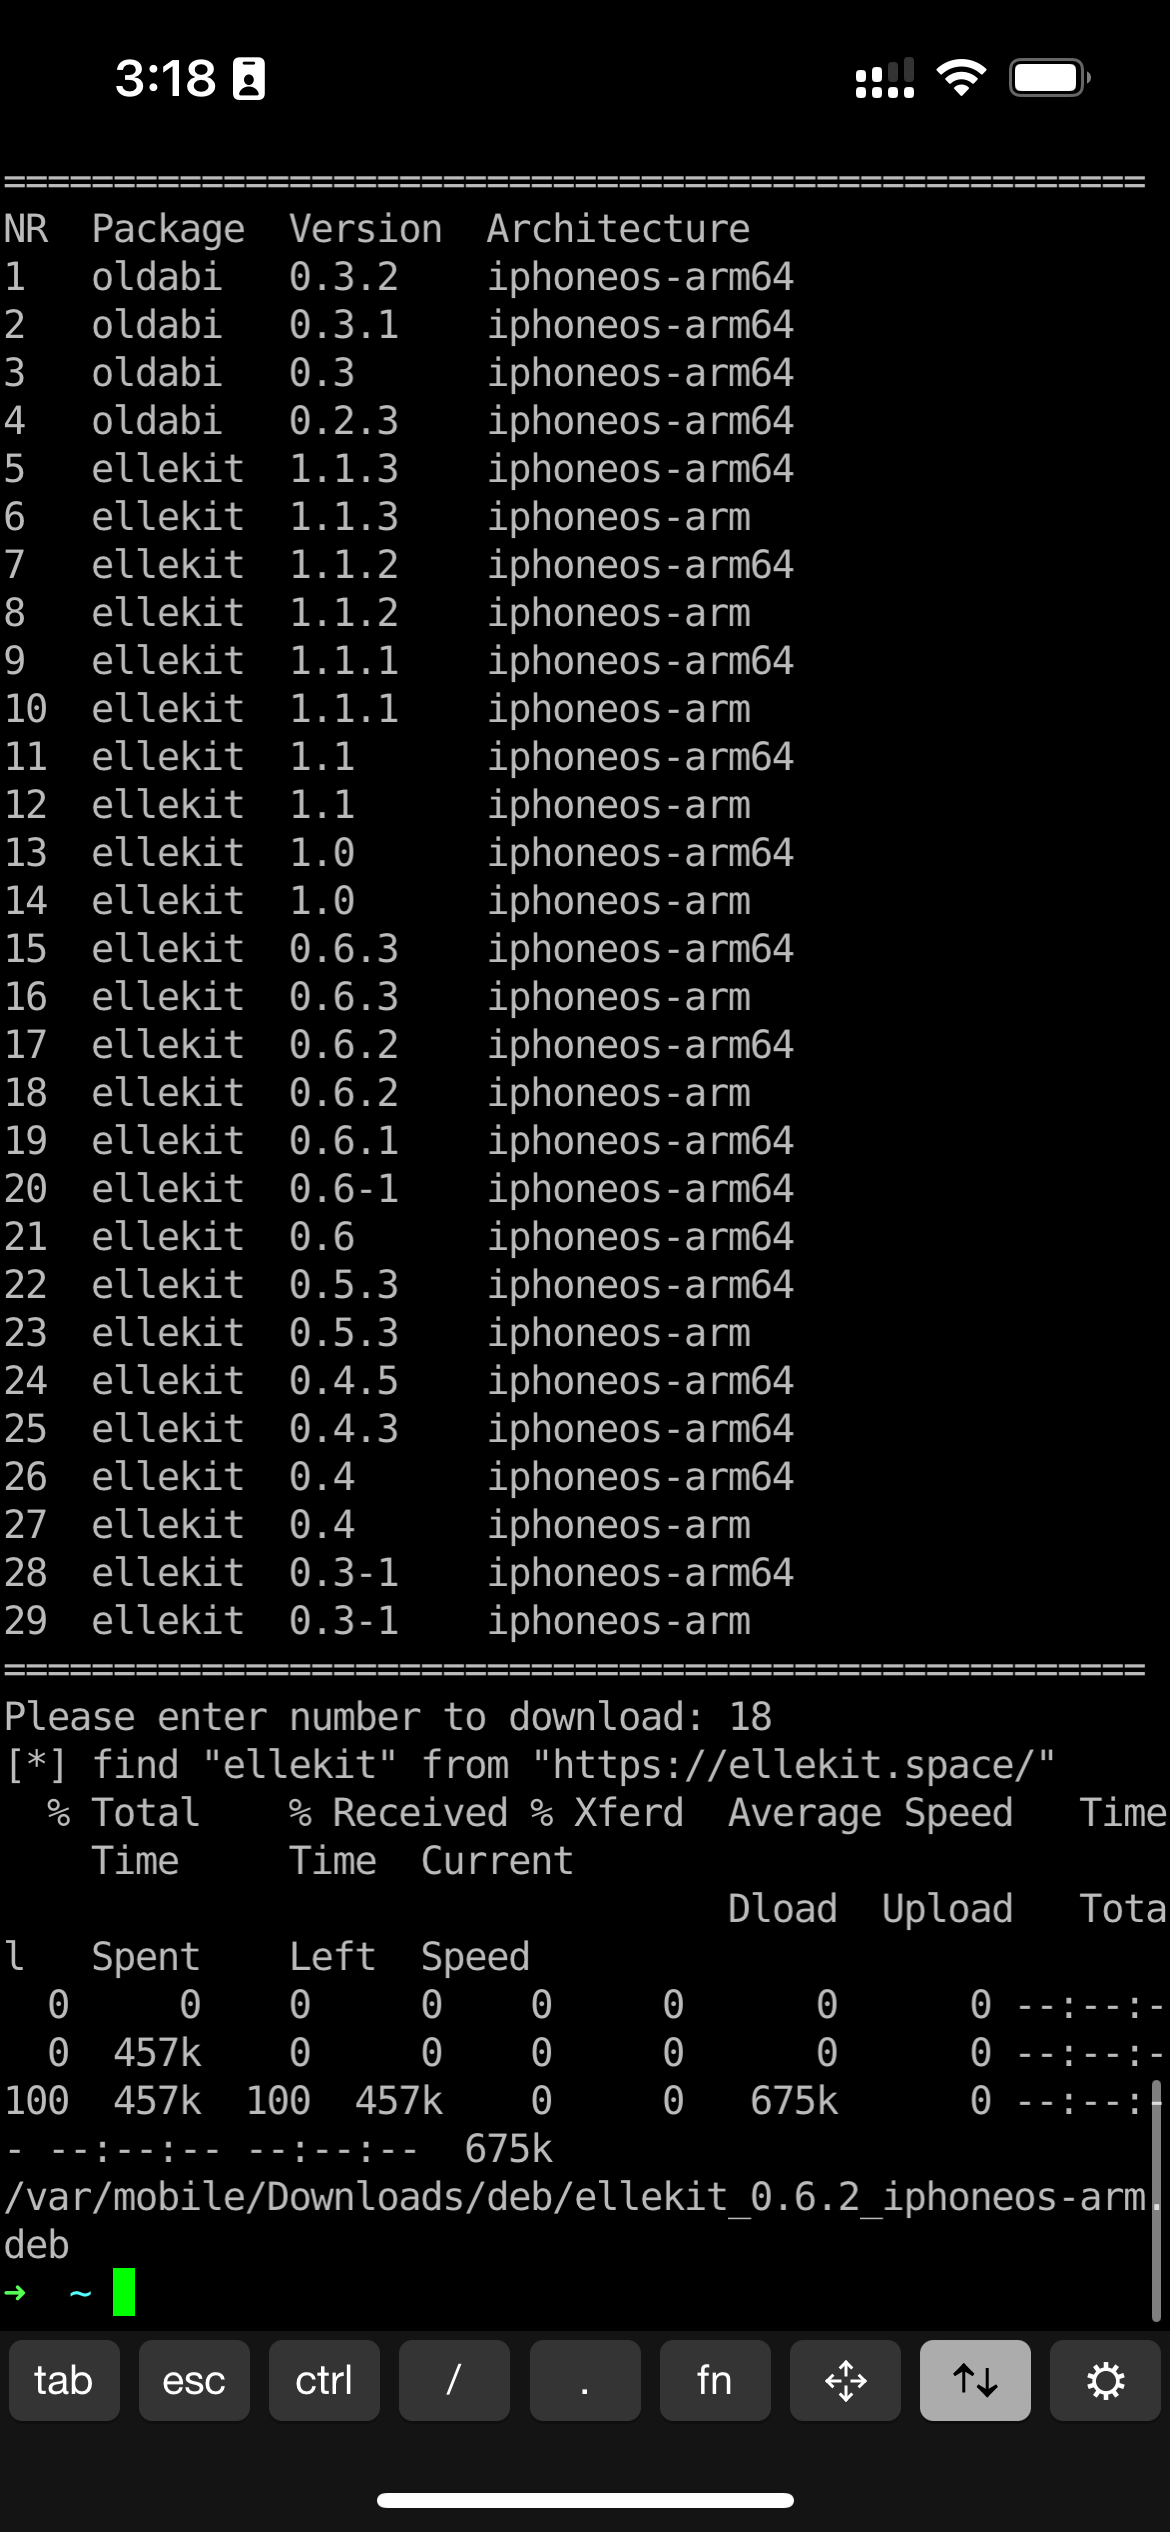 3:18
====================================================
NR  Package  Version  Architecture
1   oldabi   0.3.2    iphoneos-arm64
2   oldabi   0.3.1    iphoneos-arm64
3   oldabi   0.3      iphoneos-arm64
4   oldabi   0.2.3    iphoneos-arm64
5   ellekit  1.1.3    iphoneos-arm64
6   ellekit  1.1.3    iphoneos-arm
7   ellekit  1.1.2    iphoneos-arm64
8   ellekit  1.1.2    iphoneos-arm
9   ellekit  1.1.1    iphoneos-arm64
10  ellekit  1.1.1    iphoneos-arm
11  ellekit  1.1      iphoneos-arm64
12  ellekit  1.1      iphoneos-arm
13  ellekit  1.0      iphoneos-arm64
14  ellekit  1.0      iphoneos-arm
15  ellekit  0.6.3    iphoneos-arm64
16  ellekit  0.6.3    iphoneos-arm
17  ellekit  0.6.2    iphoneos-arm64
18  ellekit  0.6.2    iphoneos-arm
19  ellekit  0.6.1    iphoneos-arm64
20  ellekit  0.6-1    iphoneos-arm64
21  ellekit  0.6      iphoneos-arm64
22  ellekit  0.5.3    iphoneos-arm64
23  ellekit  0.5.3    iphoneos-arm
24  ellekit  0.4.5    iphoneos-arm64
25  ellekit  0.4.3    iphoneos-arm64
26  ellekit  0.4      iphoneos-arm64
27  ellekit  0.4      iphoneos-arm
28  ellekit  0.3-1    iphoneos-arm64
29  ellekit  0.3-1    iphoneos-arm
====================================================
Please enter number to download: 18
[*] find "ellekit" from "https://ellekit.space/"
  % Total    % Received % Xferd  Average Speed   Time
    Time     Time  Current
                                 Dload  Upload   Tota
l   Spent    Left  Speed
  0     0    0     0    0     0      0      0 --:--:-
  0  457k    0     0    0     0      0      0 --:--:-
100  457k  100  457k    0     0   675k      0 --:--:-
- --:--:-- --:--:--  675k
/var/mobile/Downloads/deb/ellekit_0.6.2_iphoneos-arm.
deb
➜  ~
tab esc ctrl / . fn